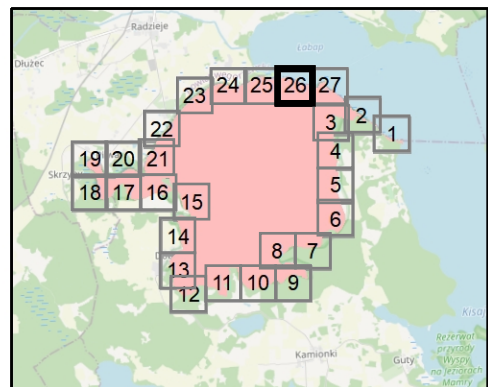 Radzieje
Dłużec
Łabap
24 25 26 27
23
3 2
22
1
19 20 21
4
Skrzy
18 17 16
5
15
6
14
8 7
13
11 10 9
12
Kisaj
Rezerwat
przyrody
Wyspy
na Jeziorach
Mamry
Kamionki
Guty